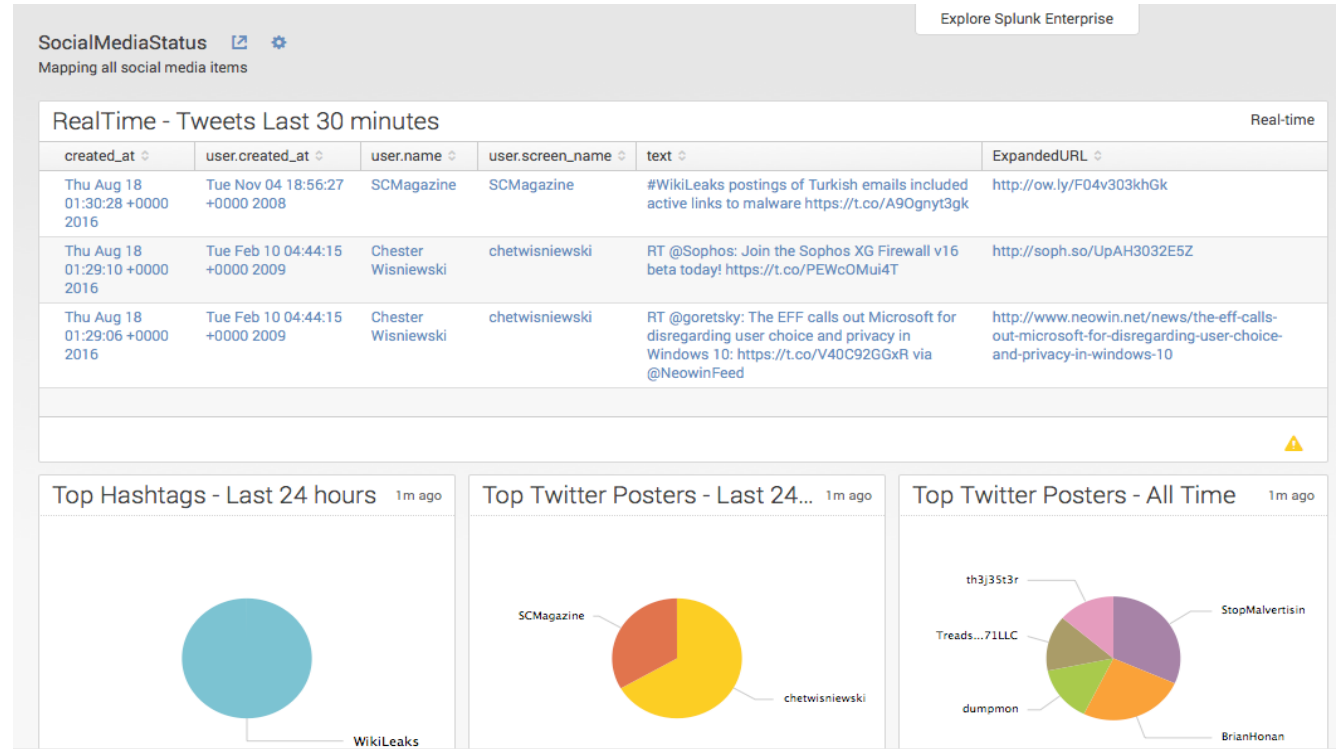 Explore Splunk Enterprise
SocialMediaStatus
Mapping all social media items
RealTime - Tweets Last 30 minutes
Real-time
created_at
user.created_at
user.name
user.screen_name
text
ExpandedURL
Thu Aug 18
01:30:28 +0000
2016
Tue Nov 04 18:56:27
+0000 2008
SCMagazine
SCMagazine
#WikiLeaks postings of Turkish emails included
active links to malware https://t.co/A9Ognyt3gk
http://ow.ly/F04v303khGk
Thu Aug 18
01:29:10 +0000
2016
Tue Feb 10 04:44:15
+0000 2009
Chester
Wisniewski
chetwisniewski
RT @Sophos: Join the Sophos XG Firewall v16
beta today! https://t.co/PEWcOMui4T
http://soph.so/UpAH3032E5Z
Thu Aug 18
01:29:06 +0000
2016
Tue Feb 10 04:44:15
+0000 2009
Chester
Wisniewski
chetwisniewski
RT @goretsky: The EFF calls out Microsoft for
disregarding user choice and privacy in
Windows 10: https://t.co/V40C92GGxR via
@NeowinFeed
http://www.neowin.net/news/the-eff-calls-
out-microsoft-for-disregarding-user-choice-
and-privacy-in-windows-10
Top Hashtags - Last 24 hours
1m ago
WikiLeaks
Top Twitter Posters - Last 24...
1m ago
SCMagazine
chetwisniewski
Top Twitter Posters - All Time
1m ago
th3j35t3r
StopMalvertisin
Treads...71LLC
dumpmon
BrianHonan